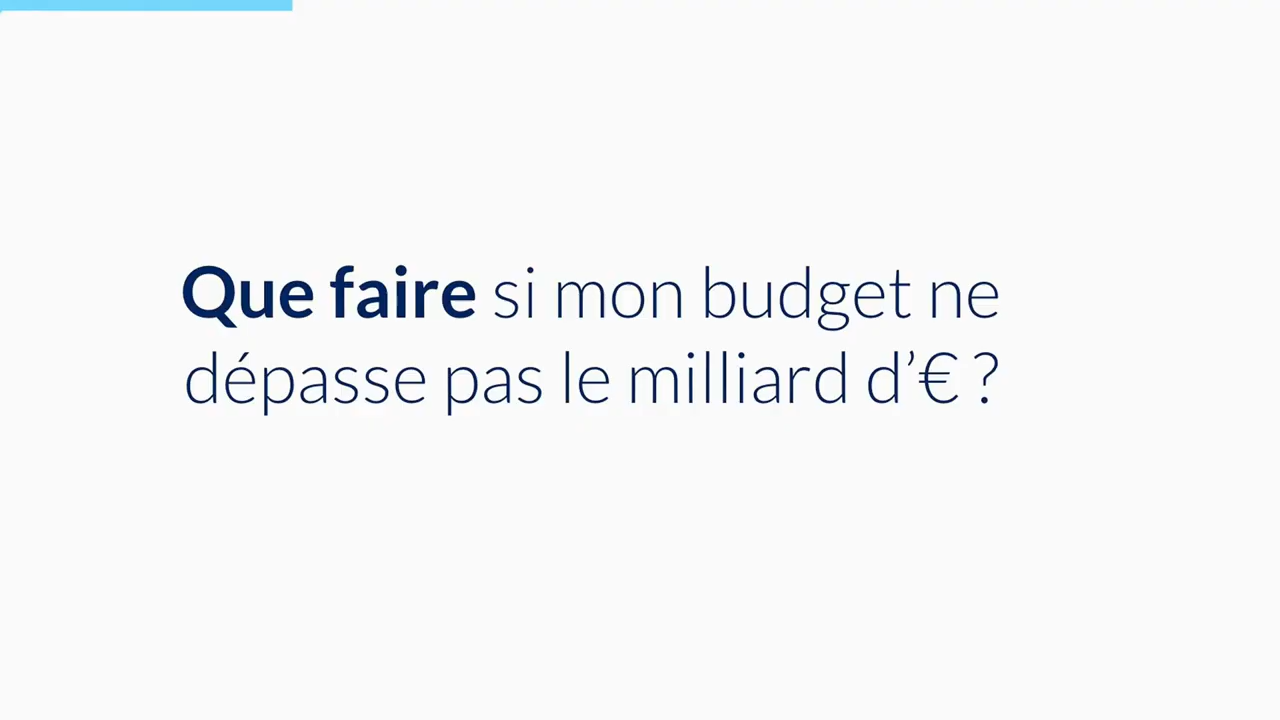 Que faire si mon budget ne
dépasse pas le milliard d’€ ?